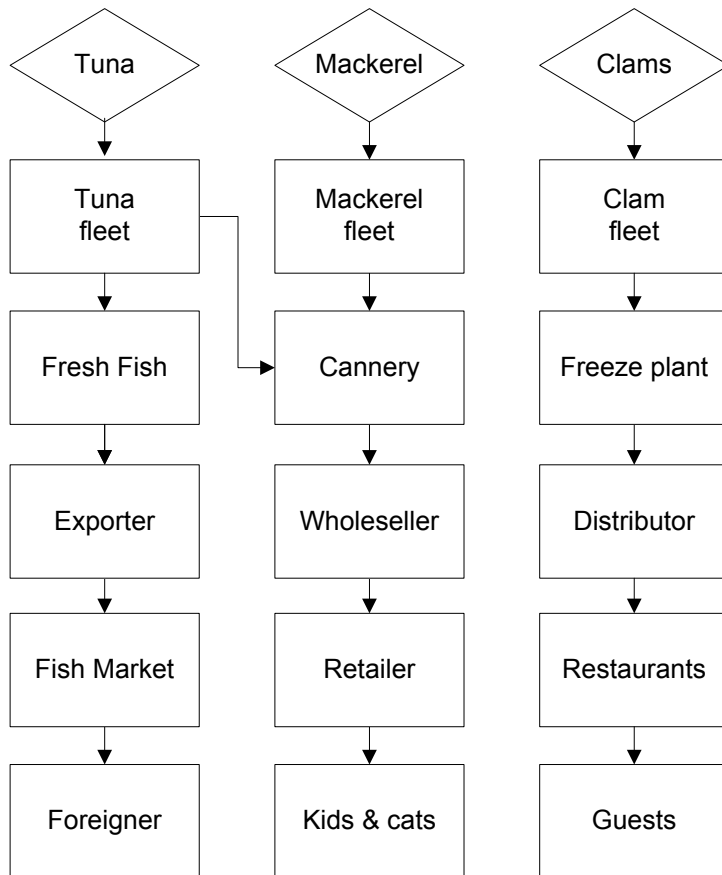 Tuna
Mackerel
Clams
Tuna
fleet
Mackerel
fleet
Clam
fleet
Fresh Fish
Cannery
Freeze plant
Exporter
Wholeseller
Distributor
Fish Market
Retailer
Restaurants
Foreigner
Kids & cats
Guests